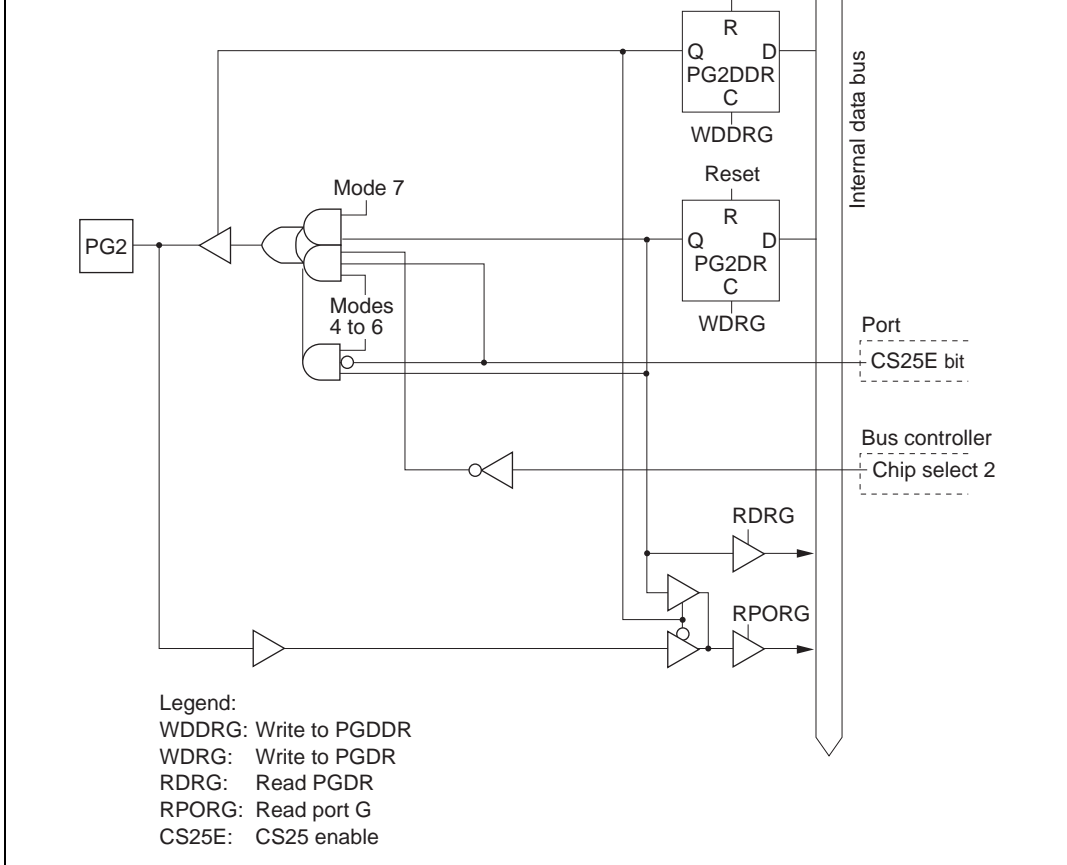 R
Q D
PG2DDR
C
WDDRG
Internal data bus
Mode 7
Reset
R
PG2
Q D
PG2DR
C
Modes
4 to 6
WDRG
Port
CS25E bit
Bus controller
Chip select 2
RDRG
RPORG
Legend:
WDDRG: Write to PGDDR
WDRG: Write to PGDR
RDRG: Read PGDR
RPORG: Read port G
CS25E: CS25 enable